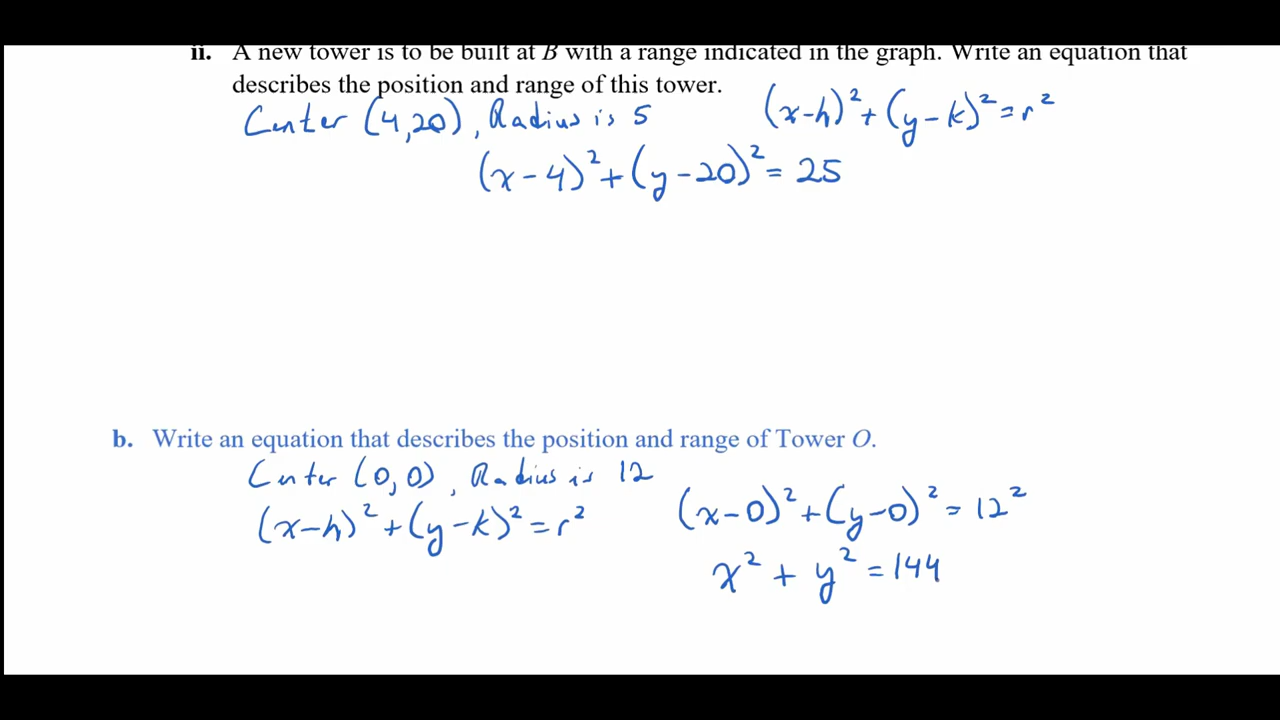 ii. A new tower is to be built at B with a range indicated in the graph. Write an equation that
describes the position and range of this tower.
Center (4,20), Radius is 5
(x-h)²+(y-k)²=r²
(x-4)²+(y-20)²=25
b. Write an equation that describes the position and range of Tower O.
Center (0,0), Radius is 12
(x-h)²+(y-k)²=r²
(x-0)²+(y-0)²=12²
x²+y²=144